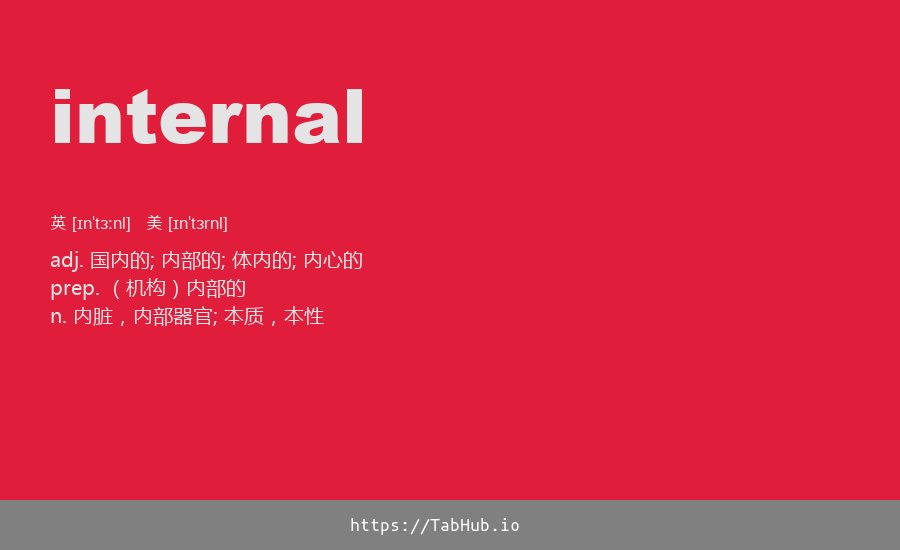 internal
英 [ɪnˈtɜːnl] 美 [ɪnˈtɜrnl]
adj. 国内的; 内部的; 体内的; 内心的
prep. （机构）内部的
n. 内脏，内部器官; 本质，本性
https://TabHub.io